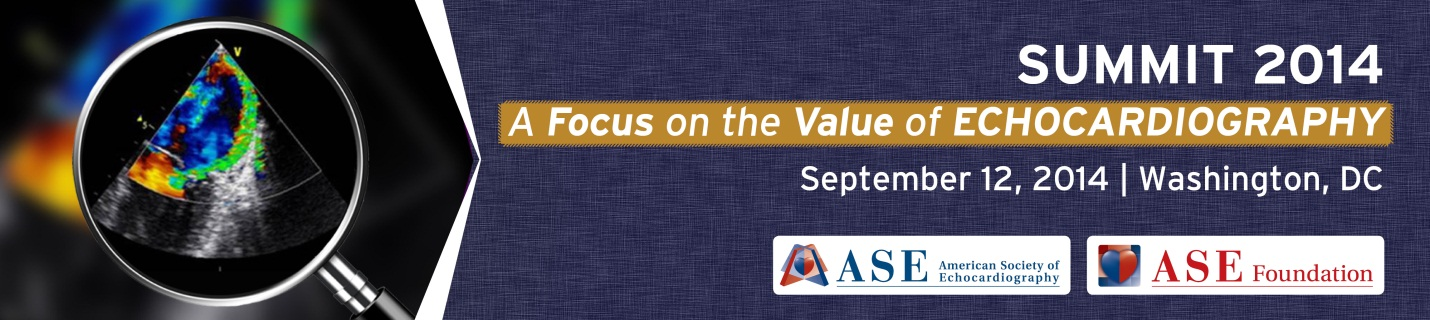 SUMMIT 2014
A Focus on the Value of ECHOCARDIOGRAPHY
September 12, 2014 | Washington, DC
ASE American Society of
Echocardiography
ASE Foundation
V
5